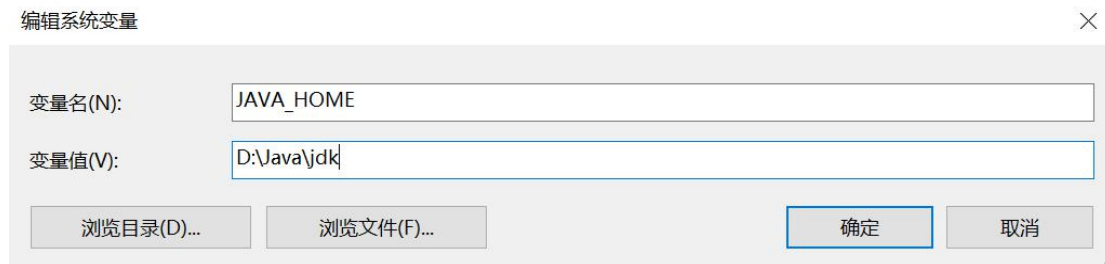 编辑系统变量
变量名(N):
JAVA_HOME
变量值(V):
D:\Java\jdk
浏览目录(D)...
浏览文件(F)...
确定
取消